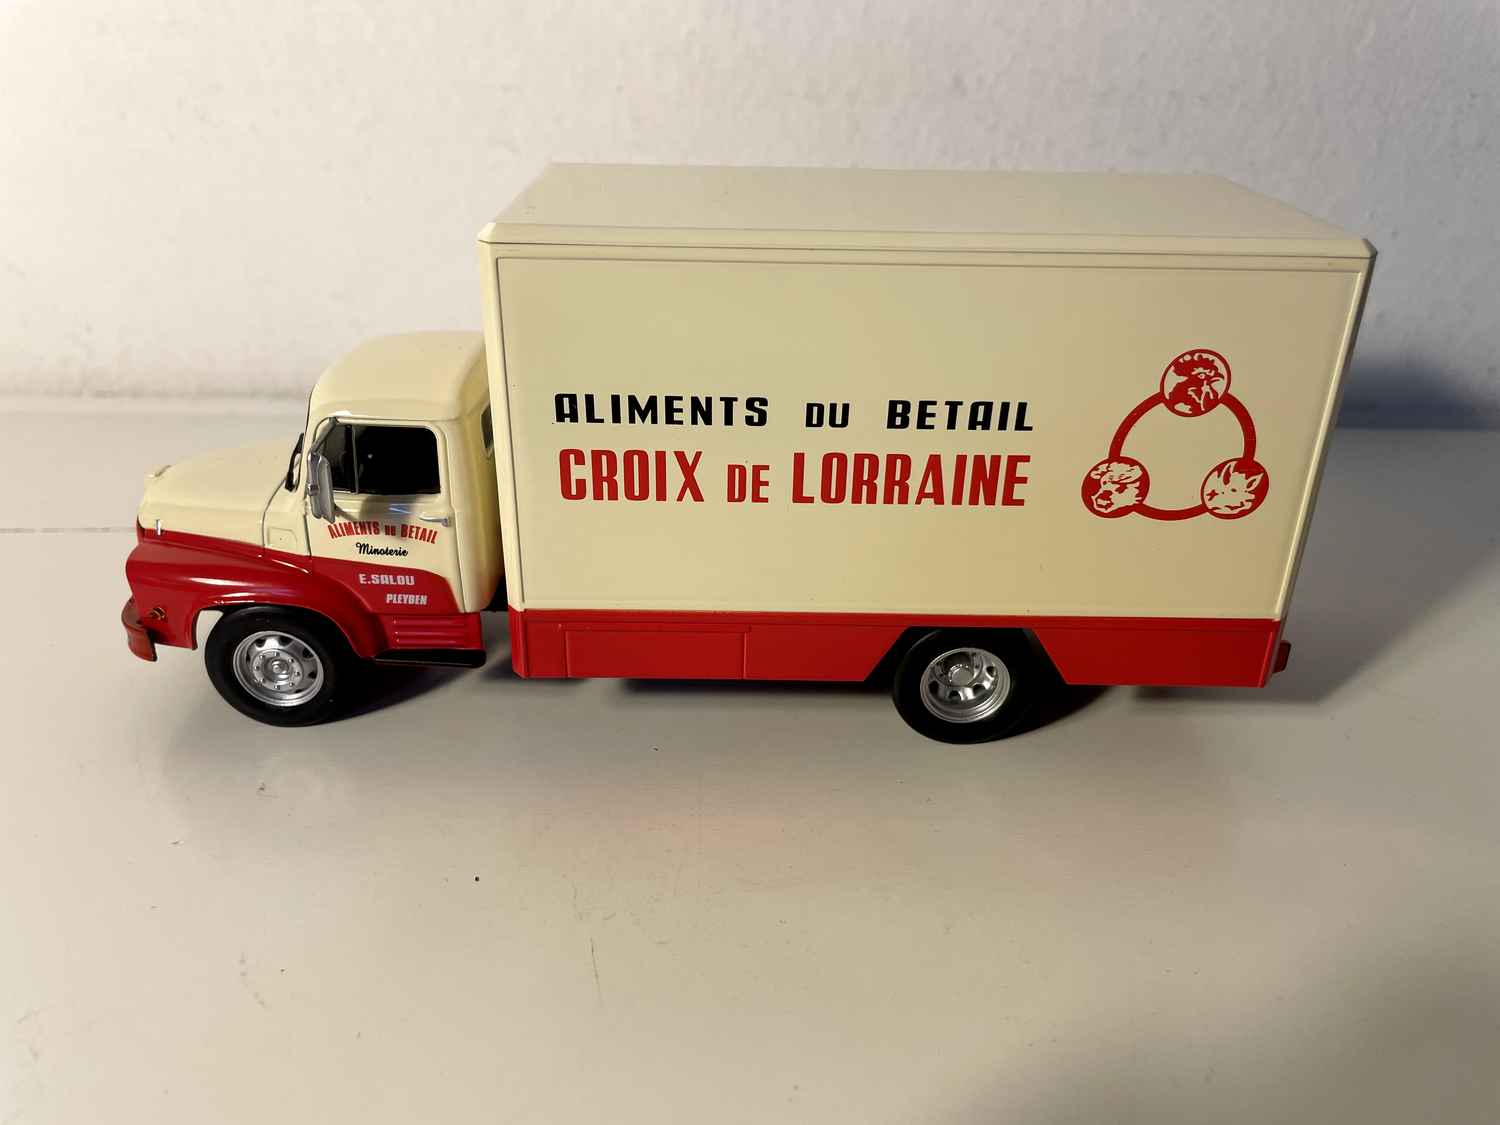 ALIMENTS DU BETAIL
CROIX DE LORRAINE
ALIMENTS DU BETAIL
Minoterie
E.SALOU
PLEYBEN